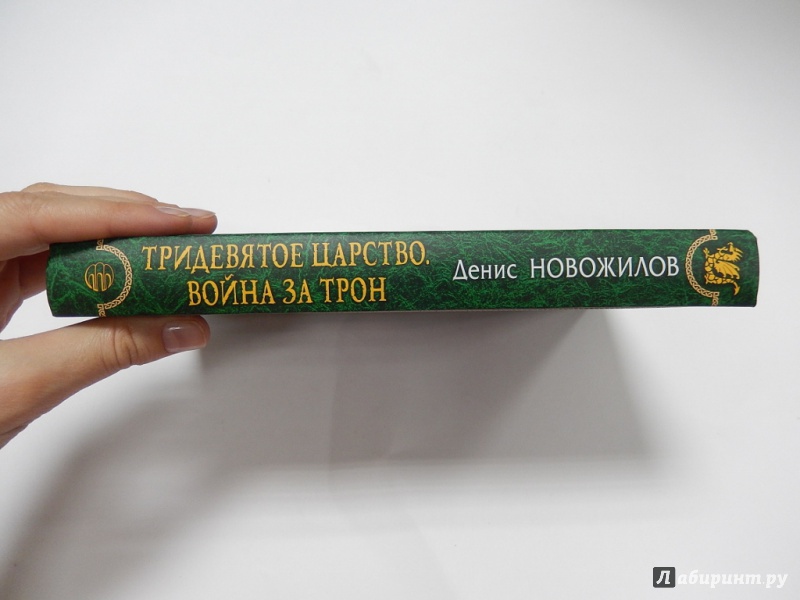 ТРИДЕВЯТОЕ ЦАРСТВО.
ВОЙНА ЗА ТРОН
Денис НОВОЖИЛОВ
Лабиринт.ру